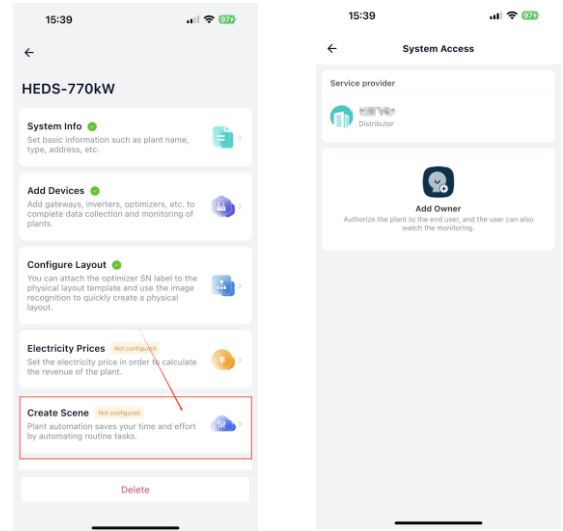 15:39
97
HEDS-770kW
System Info
Set basic information such as plant name,
type, address, etc.
Add Devices
Add gateways, inverters, optimizers, etc. to
complete data collection and monitoring of
plants.
Configure Layout
You can attach the optimizer SN label to the
physical layout template and use the image
recognition to quickly create a physical
layout.
Electricity Prices Not configured
Set the electricity price in order to calculate
the revenue of the plant.
Create Scene Not configured
Plant automation saves your time and effort
by automating routine tasks.
Delete
15:39
97
System Access
Service provider
Distributor
Add Owner
Authorize the plant to the end user, and the user can also
watch the monitoring.